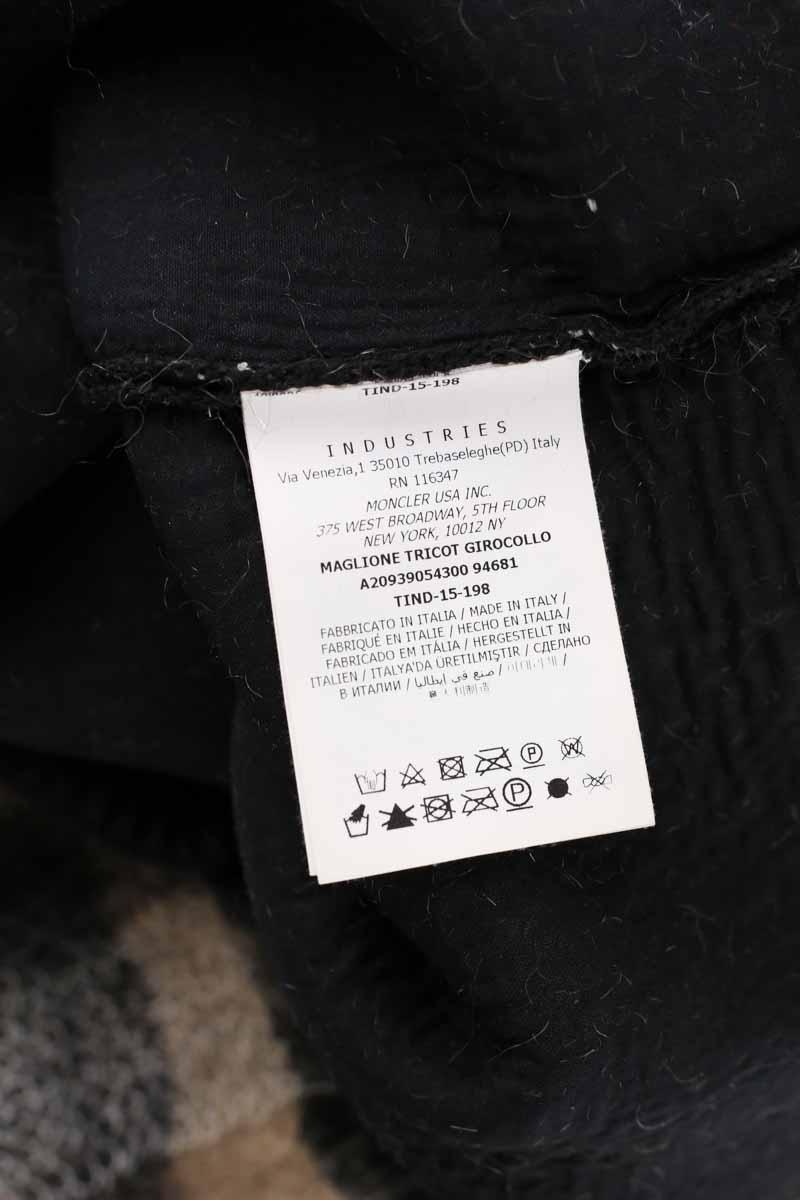 TIND-15-198
INDUSTRIES
Via Venezia,1 35010 Trebaseleghe(PD) Italy
RN 116347
MONCLER USA INC.
375 WEST BROADWAY, 5TH FLOOR
NEW YORK, 10012 NY
MAGLIONE TRICOT GIROCOLLO
A20939054300 94681
TIND-15-198
FABBRICATO IN ITALIA / MADE IN ITALY /
FABRIQUÉ EN ITALIE / HECHO EN ITALIA /
FABRICADO EM ITÁLIA / HERGESTELLT IN
ITALIEN / ITALYA'DA ÜRETILMIŞTIR / СДЕЛАНО
В ИТАЛИИ / صنع في إيطاليا /
P W
P